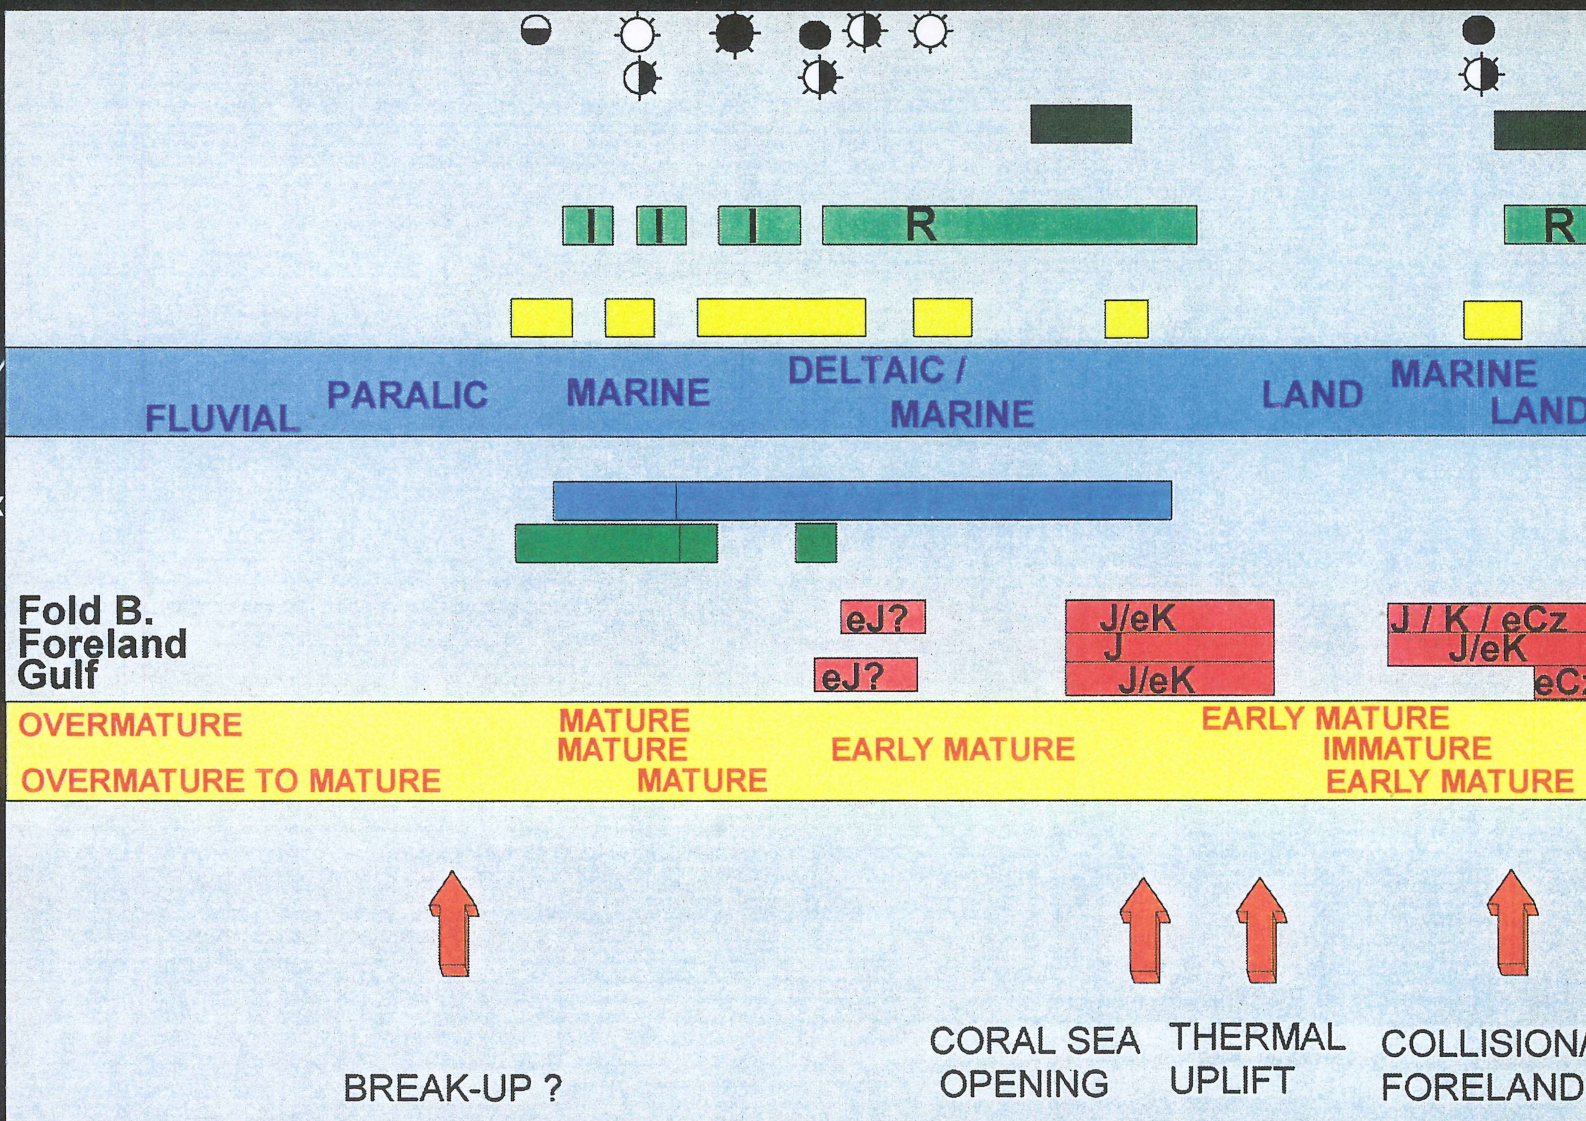 I I I R R
FLUVIAL PARALIC MARINE DELTAIC / MARINE LAND MARINE LAND
Fold B. eJ? J/eK J / K / eCz
Foreland J J/eK
Gulf eJ? J/eK eCz
OVERMATURE MATURE EARLY MATURE
MATURE EARLY MATURE IMMATURE
OVERMATURE TO MATURE MATURE EARLY MATURE
BREAK-UP ?
CORAL SEA
OPENING
THERMAL
UPLIFT
COLLISION/
FORELAND